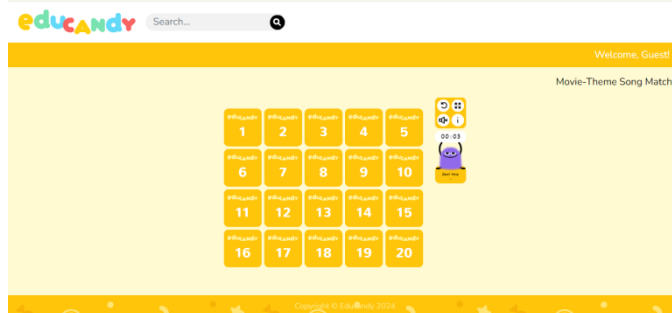 educandy
Search...
Welcome, Guest!
Movie-Theme Song Match
educandy educandy educandy educandy educandy
1 2 3 4 5
00:03
educandy educandy educandy educandy educandy
6 7 8 9 10
educandy educandy educandy educandy educandy
11 12 13 14 15
educandy educandy educandy educandy educandy
16 17 18 19 20
Copyright © Educandy 2024